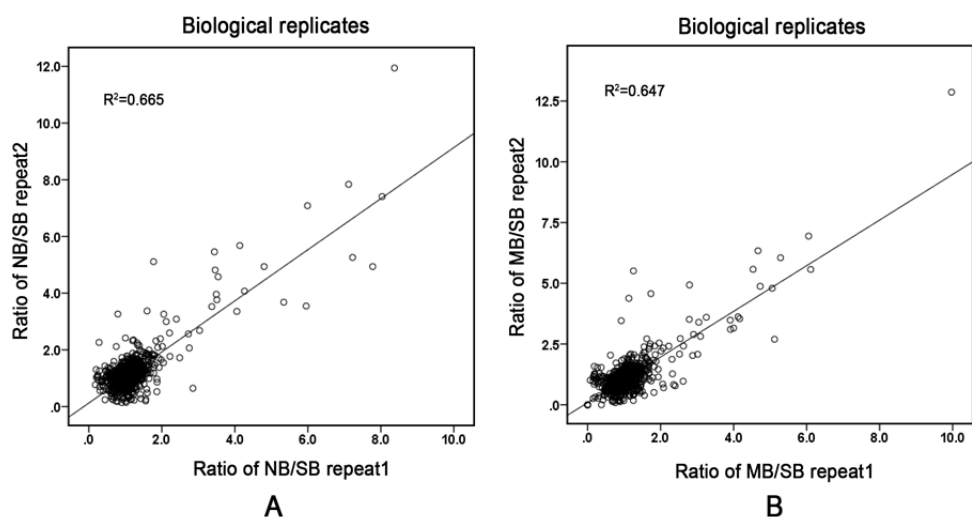 Biological replicates
12.0
10.0
8.0
6.0
4.0
2.0
.0
R²=0.665
Ratio of NB/SB repeat2
.0 2.0 4.0 6.0 8.0 10.0
Ratio of NB/SB repeat1
A
Biological replicates
12.5
10.0
7.5
5.0
2.5
.0
R²=0.647
Ratio of MB/SB repeat2
.0 2.0 4.0 6.0 8.0 10.0
Ratio of MB/SB repeat1
B